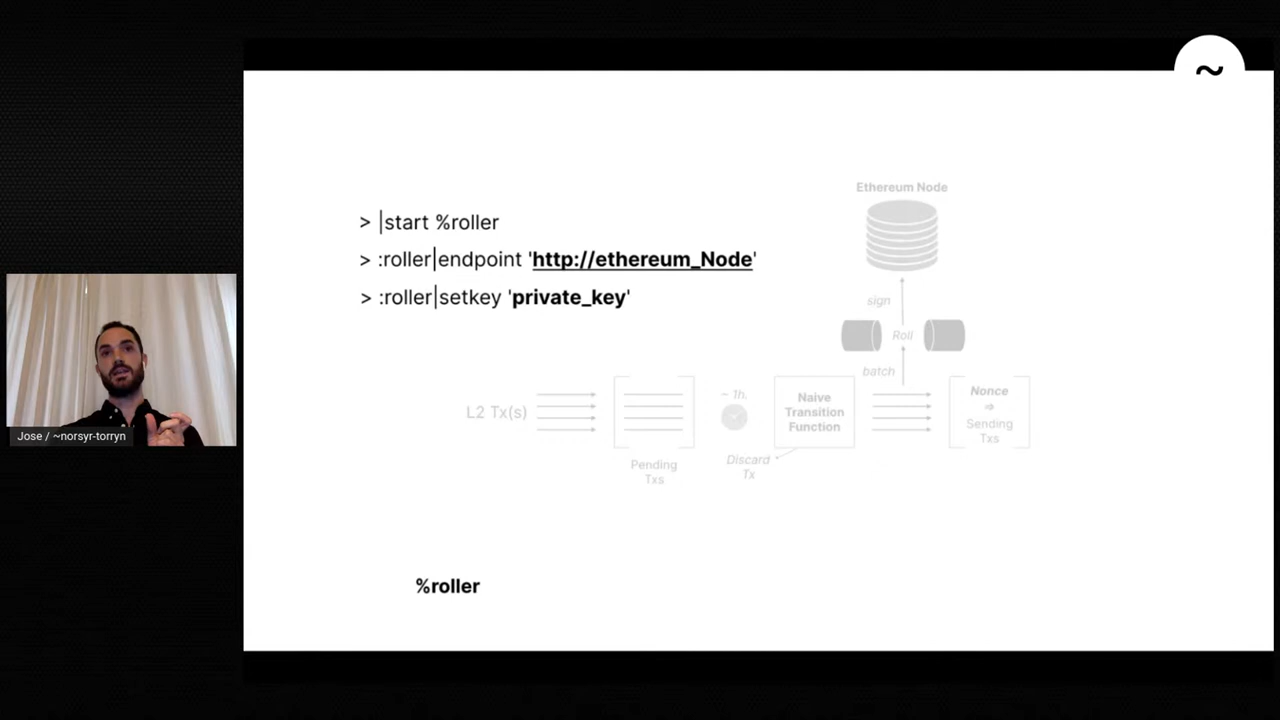 ~
> |start %roller
> :roller|endpoint 'http://ethereum_Node'
> :roller|setkey 'private_key'
Ethereum Node
sign
Roll
batch
L2 Tx(s)
Pending
Txs
~ 1h.
Naive
Transition
Function
Discard
Tx
Nonce
⇒
Sending
Txs
%roller
Jose / ~norsyr-torryn